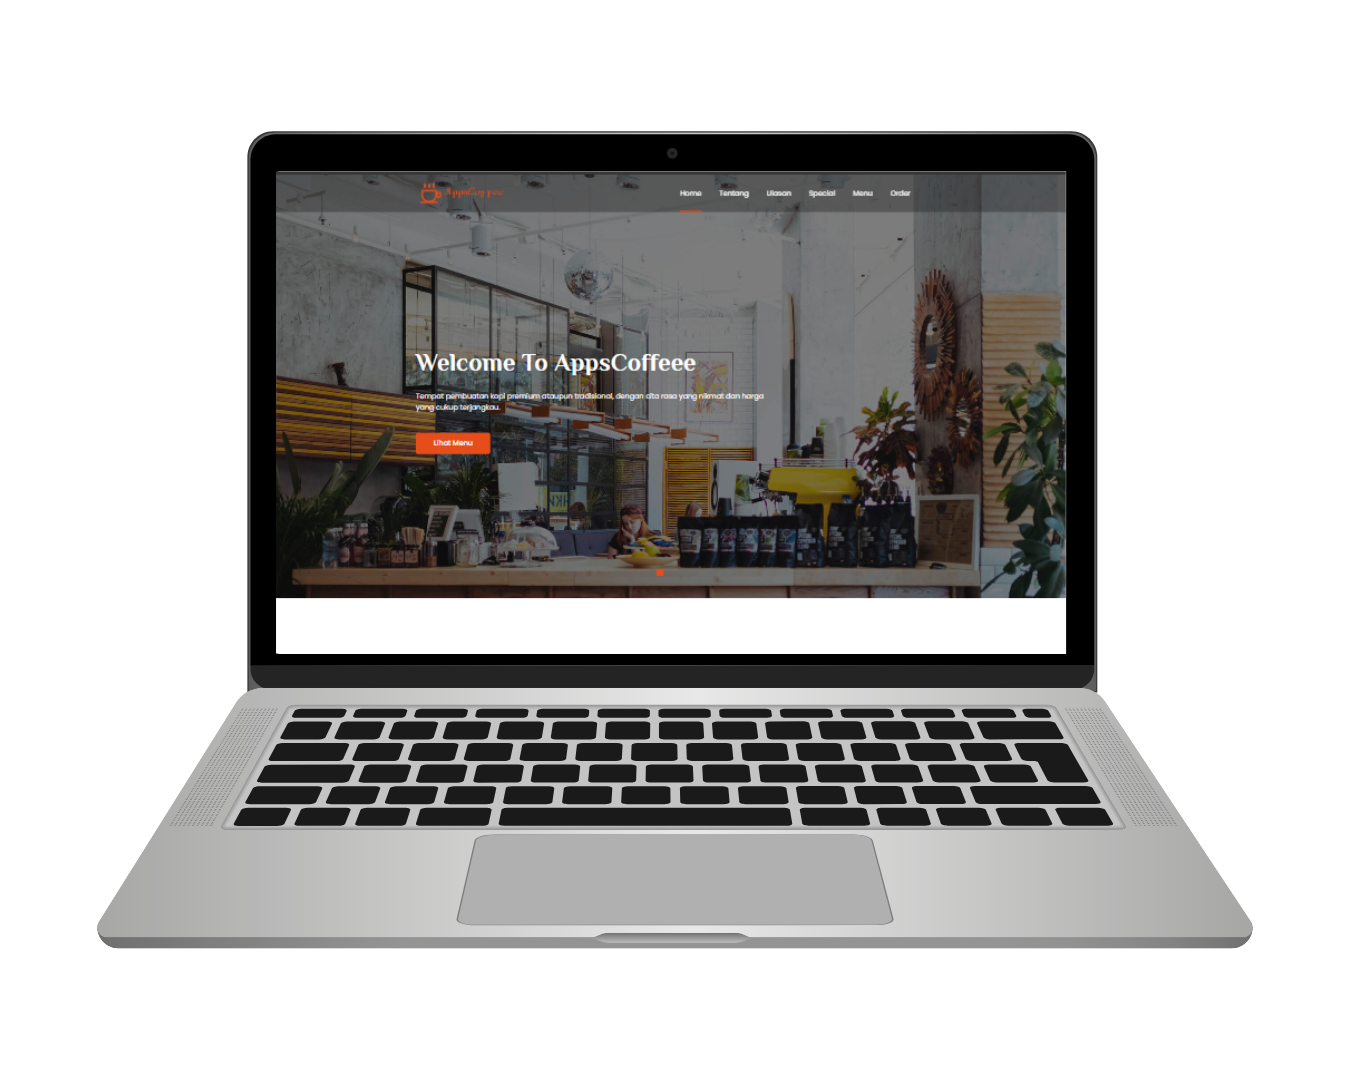 AppsCoffeee
Home Tentang Ulasan Special Menu Order
Welcome To AppsCoffeee
Tempat pembuatan kopi premium ataupun tradisional, dengan cita rasa yang nikmat dan harga
yang cukup terjangkau.
Lihat Menu